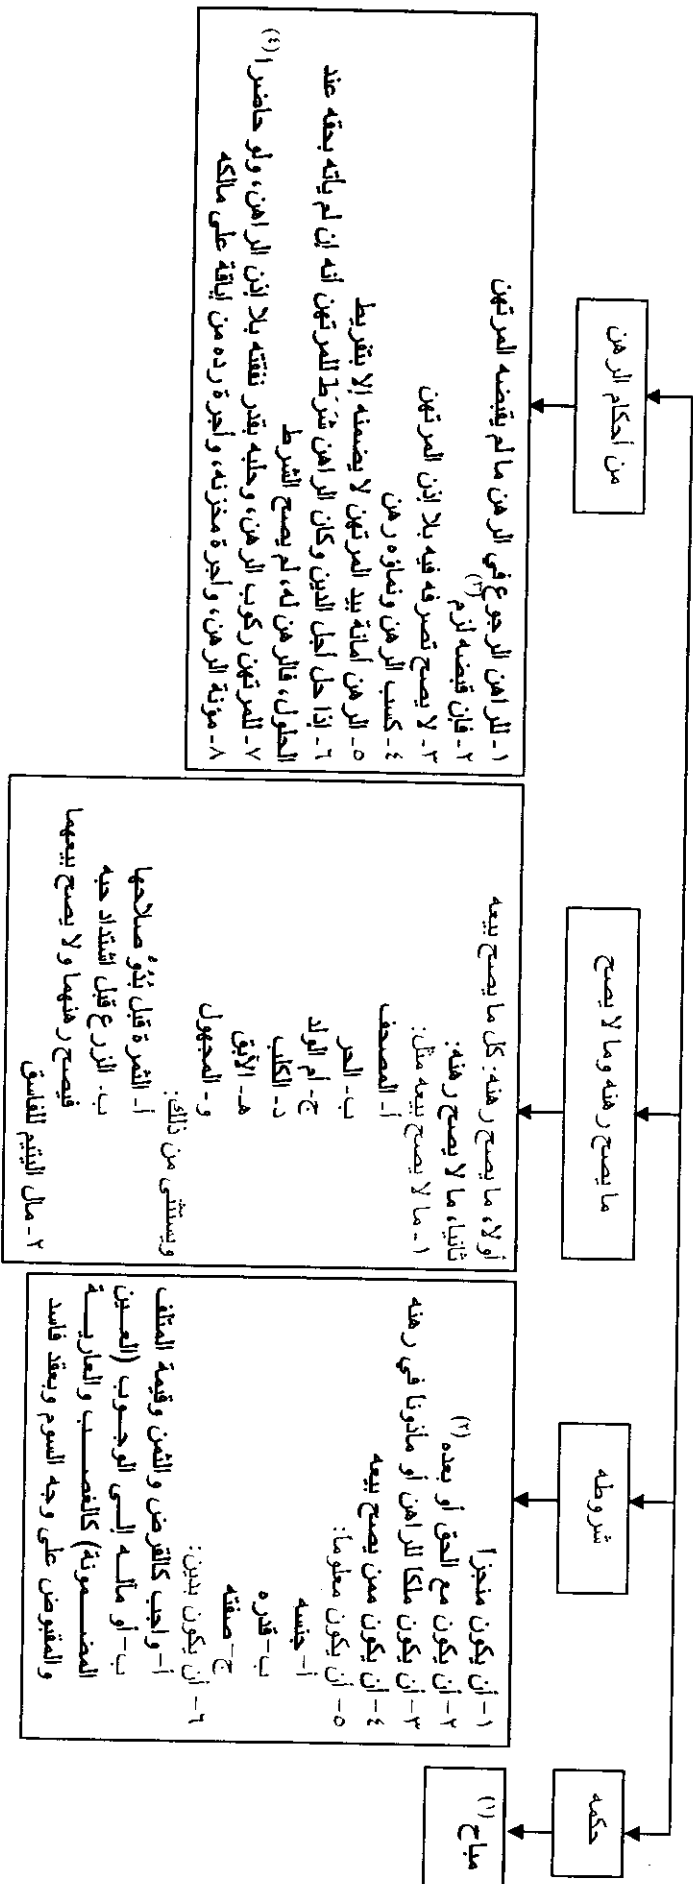 حكمه
مباح (١)
شروطه
١- أن يكون منجزا
٢- أن يكون مع الحق أو بعده (٢)
٣- أن يكون ملكا للراهن أو مأذونا في رهنه
٤- أن يكون ممن يصح بيعه
٥- أن يكون معلوما:
أ- جنسه
ب- قدره
ج- صفته
٦- أن يكون بدين:
أ- واجب كالقرض والثمن وقيمة المتلف
ب- أو مآله إلى الوجوب (العين
المضمونة) كالغصب والعارية
والمقبوض على وجه السوم وبعقد فاسد
ما يصح رهنه وما لا يصح
أولا، ما يصح رهنه: كل ما يصح بيعه
ثانيا، ما لا يصح رهنه:
١- ما لا يصح بيعه مثل:
أ- المصحف
ب- الحر
ج- أم الولد
د- الكلب
هـ- الآبق
و- المجهول
ويستثنى من ذلك:
أ- الثمرة قبل بُدُوِّ صلاحها
ب- الزرع قبل اشتداد حبه
فيصح رهنهما ولا يصح بيعهما
٢- مال اليتيم للفاسق
من أحكام الرهن
١- للراهن الرجوع في الرهن ما لم يقبضه المرتهن
٢- فإن قبضه لزم (٣)
٣- لا يصح تصرفه فيه بلا إذن المرتهن
٤- كسب الرهن ونماؤه رهن
٥- الرهن أمانة بيد المرتهن لا يضمنه إلا بتفريط
٦- إذا حل أجل الدين وكان الراهن شَرَطَ للمرتهن أنه إن لم يأته بحقه عند
الحلول، فالرهن له، لم يصح الشرط
٧- للمرتهن ركوب الرهن، وحلبه بقدر نفقته بلا إذن الراهن، ولو حاضرا (٤)
٨- مؤنة الرهن، وأجرة مخزنه، وأجرة رده من إباقة على مالكه